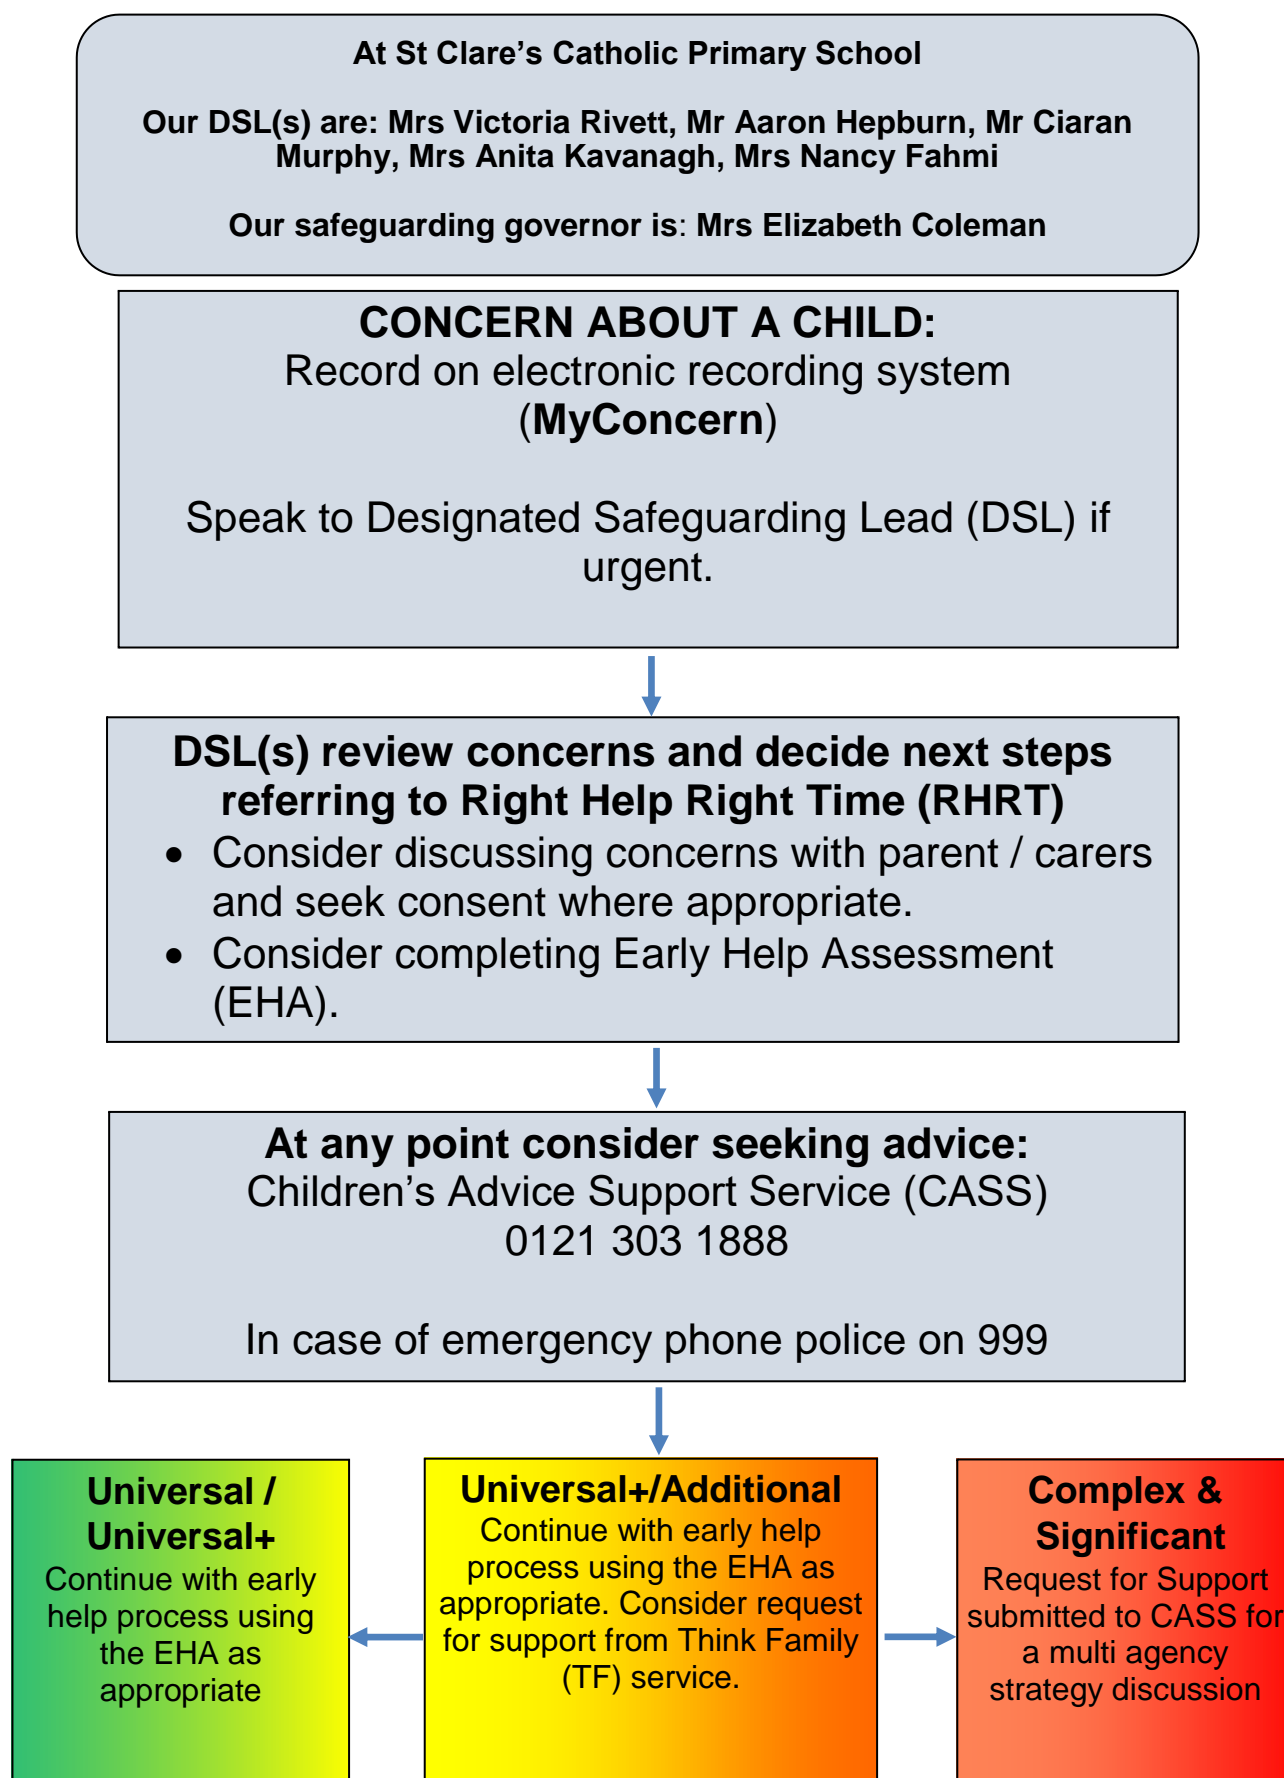 At St Clare’s Catholic Primary School
Our DSL(s) are: Mrs Victoria Rivett, Mr Aaron Hepburn, Mr Ciaran
Murphy, Mrs Anita Kavanagh, Mrs Nancy Fahmi
Our safeguarding governor is: Mrs Elizabeth Coleman
CONCERN ABOUT A CHILD:
Record on electronic recording system
(MyConcern)
Speak to Designated Safeguarding Lead (DSL) if
urgent.
DSL(s) review concerns and decide next steps
referring to Right Help Right Time (RHRT)
• Consider discussing concerns with parent / carers
and seek consent where appropriate.
• Consider completing Early Help Assessment
(EHA).
At any point consider seeking advice:
Children’s Advice Support Service (CASS)
0121 303 1888
In case of emergency phone police on 999
Universal /
Universal+
Continue with early
help process using
the EHA as
appropriate
Universal+/Additional
Continue with early help
process using the EHA as
appropriate. Consider request
for support from Think Family
(TF) service.
Complex &
Significant
Request for Support
submitted to CASS for
a multi agency
strategy discussion